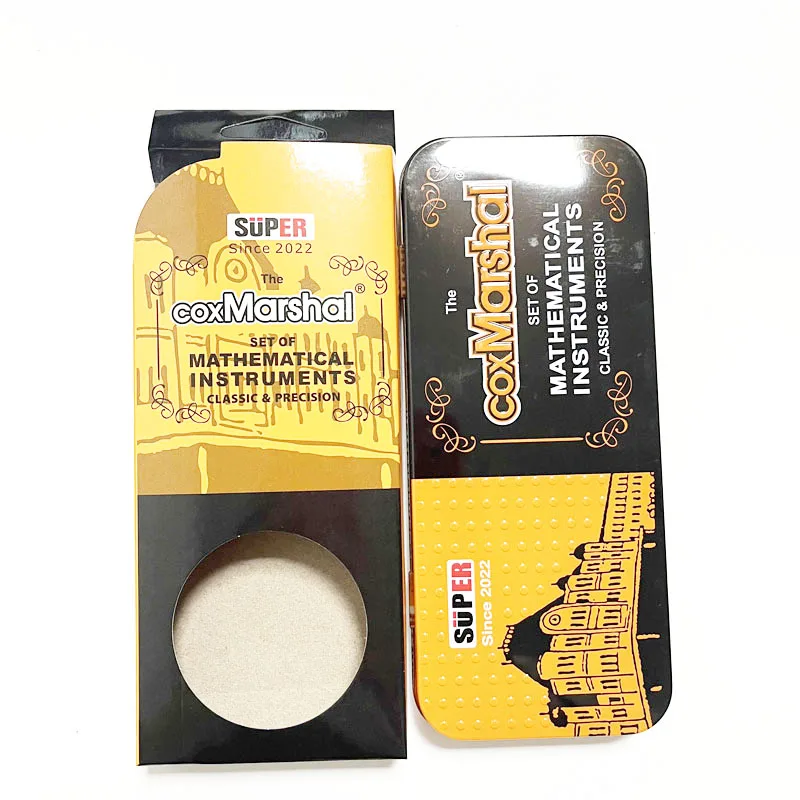 SÜPER
Since 2022
The
coxMarshal®
SET OF
MATHEMATICAL
INSTRUMENTS
CLASSIC & PRECISION
The
coxMarshal®
SET OF
MATHEMATICAL
INSTRUMENTS
CLASSIC & PRECISION
SÜPER
Since 2022